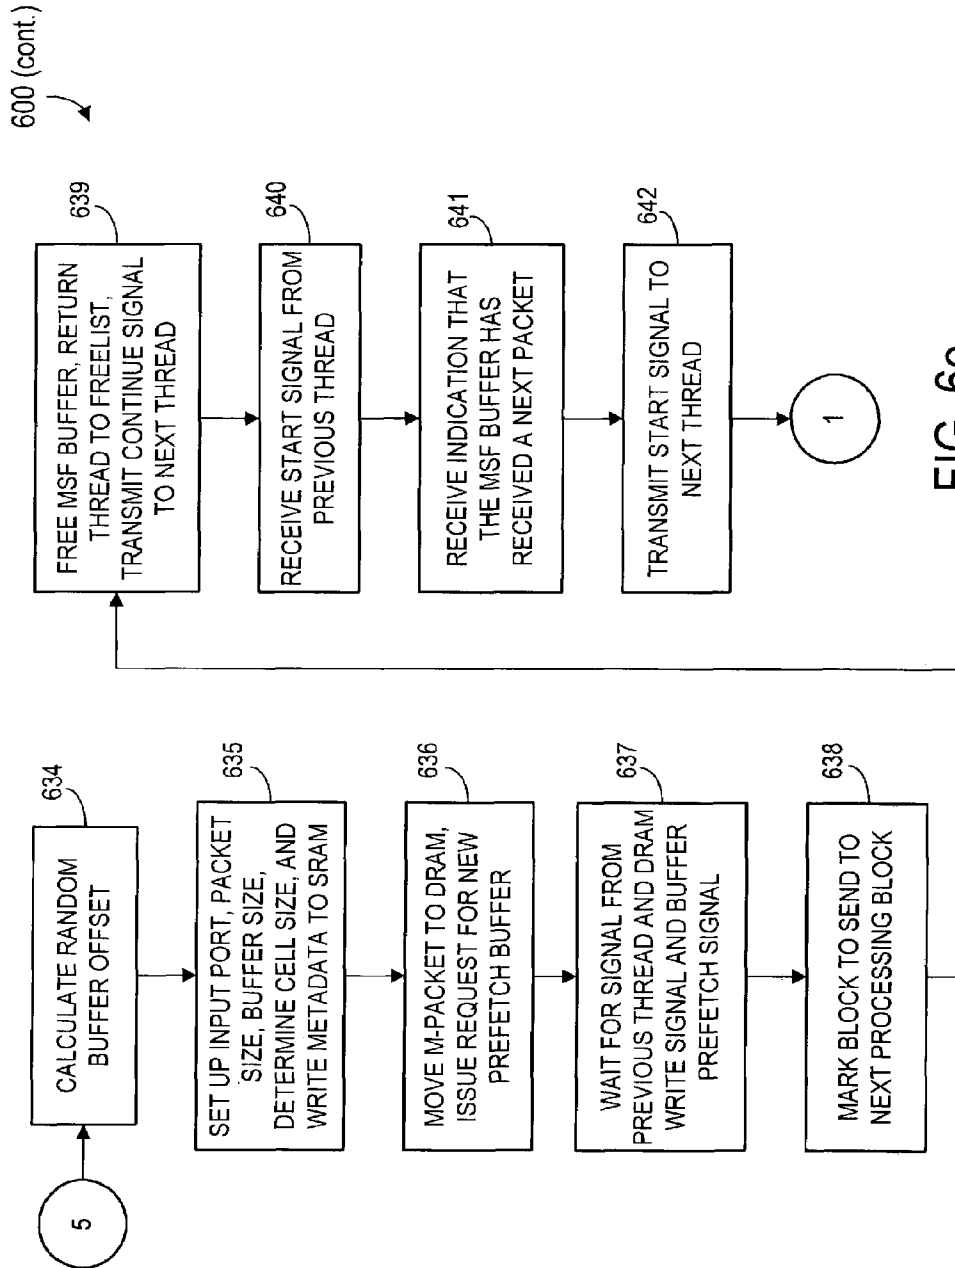 600 (cont.)
5
634
CALCULATE RANDOM
BUFFER OFFSET
635
SET UP INPUT PORT, PACKET
SIZE, BUFFER SIZE,
DETERMINE CELL SIZE, AND
WRITE METADATA TO SRAM
636
MOVE M-PACKET TO DRAM,
ISSUE REQUEST FOR NEW
PREFETCH BUFFER
637
WAIT FOR SIGNAL FROM
PREVIOUS THREAD AND DRAM
WRITE SIGNAL AND BUFFER
PREFETCH SIGNAL
638
MARK BLOCK TO SEND TO
NEXT PROCESSING BLOCK
639
FREE MSF BUFFER, RETURN
THREAD TO FREELIST,
TRANSMIT CONTINUE SIGNAL
TO NEXT THREAD
640
RECEIVE START SIGNAL FROM
PREVIOUS THREAD
641
RECEIVE INDICATION THAT
THE MSF BUFFER HAS
RECEIVED A NEXT PACKET
642
TRANSMIT START SIGNAL TO
NEXT THREAD
1
FIG.